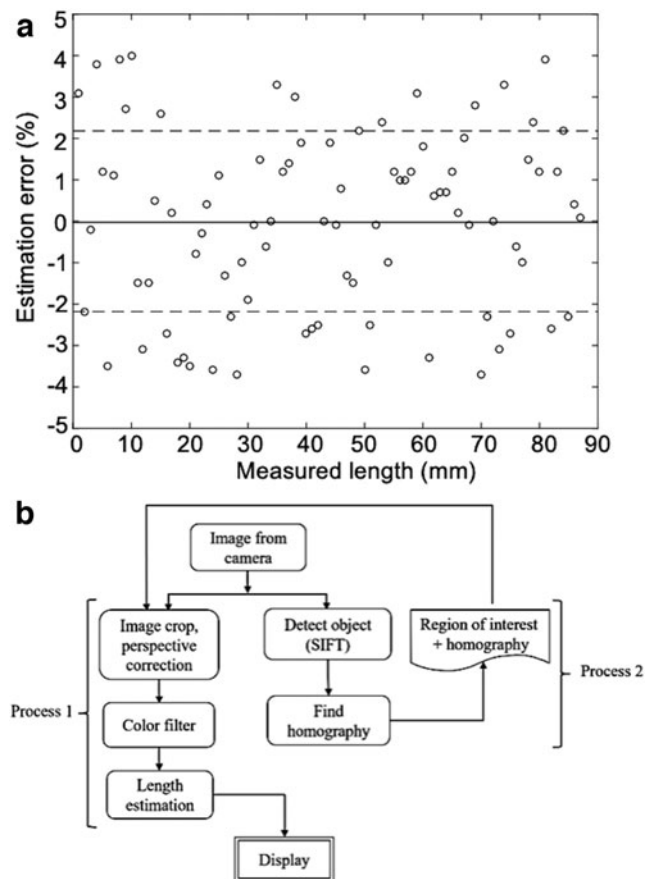 a
5
4
3
2
1
0
-1
-2
-3
-4
-5
Estimation error (%)
0 10 20 30 40 50 60 70 80 90
Measured length (mm)
b
Image from
camera
Image crop,
perspective
correction
Detect object
(SIFT)
Region of interest
+ homography
Process 1
Process 2
Color filter
Find
homography
Length
estimation
Display